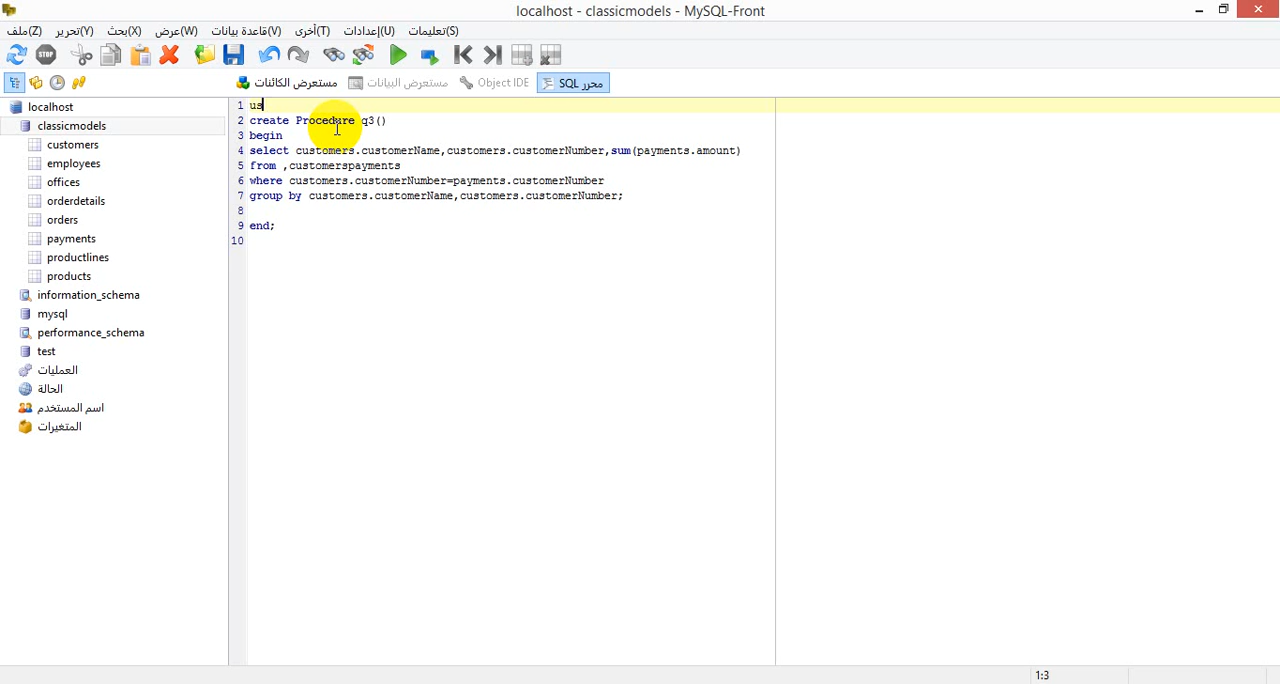 localhost - classicmodels - MySQL-Front
ملف(Z) تحرير(Y) بحث(X) عرض(W) قاعدة بيانات(V) أخرى(T) إعدادات(U) تعليمات(S)
STOP
مستعرض الكائنات مستعرض البيانات Object IDE محرر SQL
localhost
classicmodels
customers
employees
offices
orderdetails
orders
payments
productlines
products
information_schema
mysql
performance_schema
test
العمليات
الحالة
اسم المستخدم
المتغيرات
1 us
2 create Procedure q3()
3 begin
4 select customers.customerName,customers.customerNumber,sum(payments.amount)
5 from ,customerspayments
6 where customers.customerNumber=payments.customerNumber
7 group by customers.customerName,customers.customerNumber;
8
9 end;
10
1:3